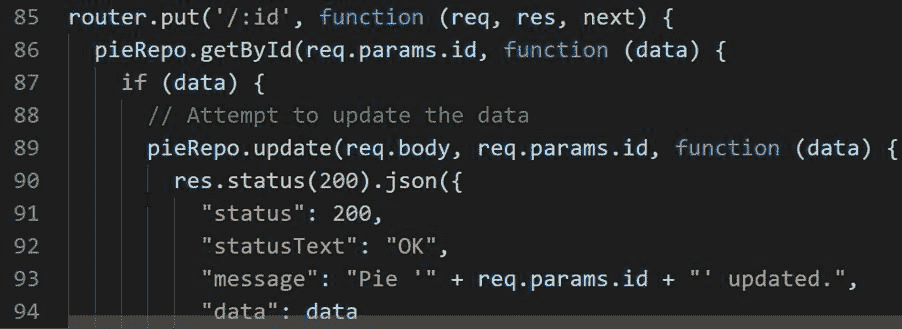 85 router.put('/:id', function (req, res, next) {
86 pieRepo.getById(req.params.id, function (data) {
87 if (data) {
88 // Attempt to update the data
89 pieRepo.update(req.body, req.params.id, function (data) {
90 res.status(200).json({
91 "status": 200,
92 "statusText": "OK",
93 "message": "Pie '" + req.params.id + "' updated.",
94 "data": data